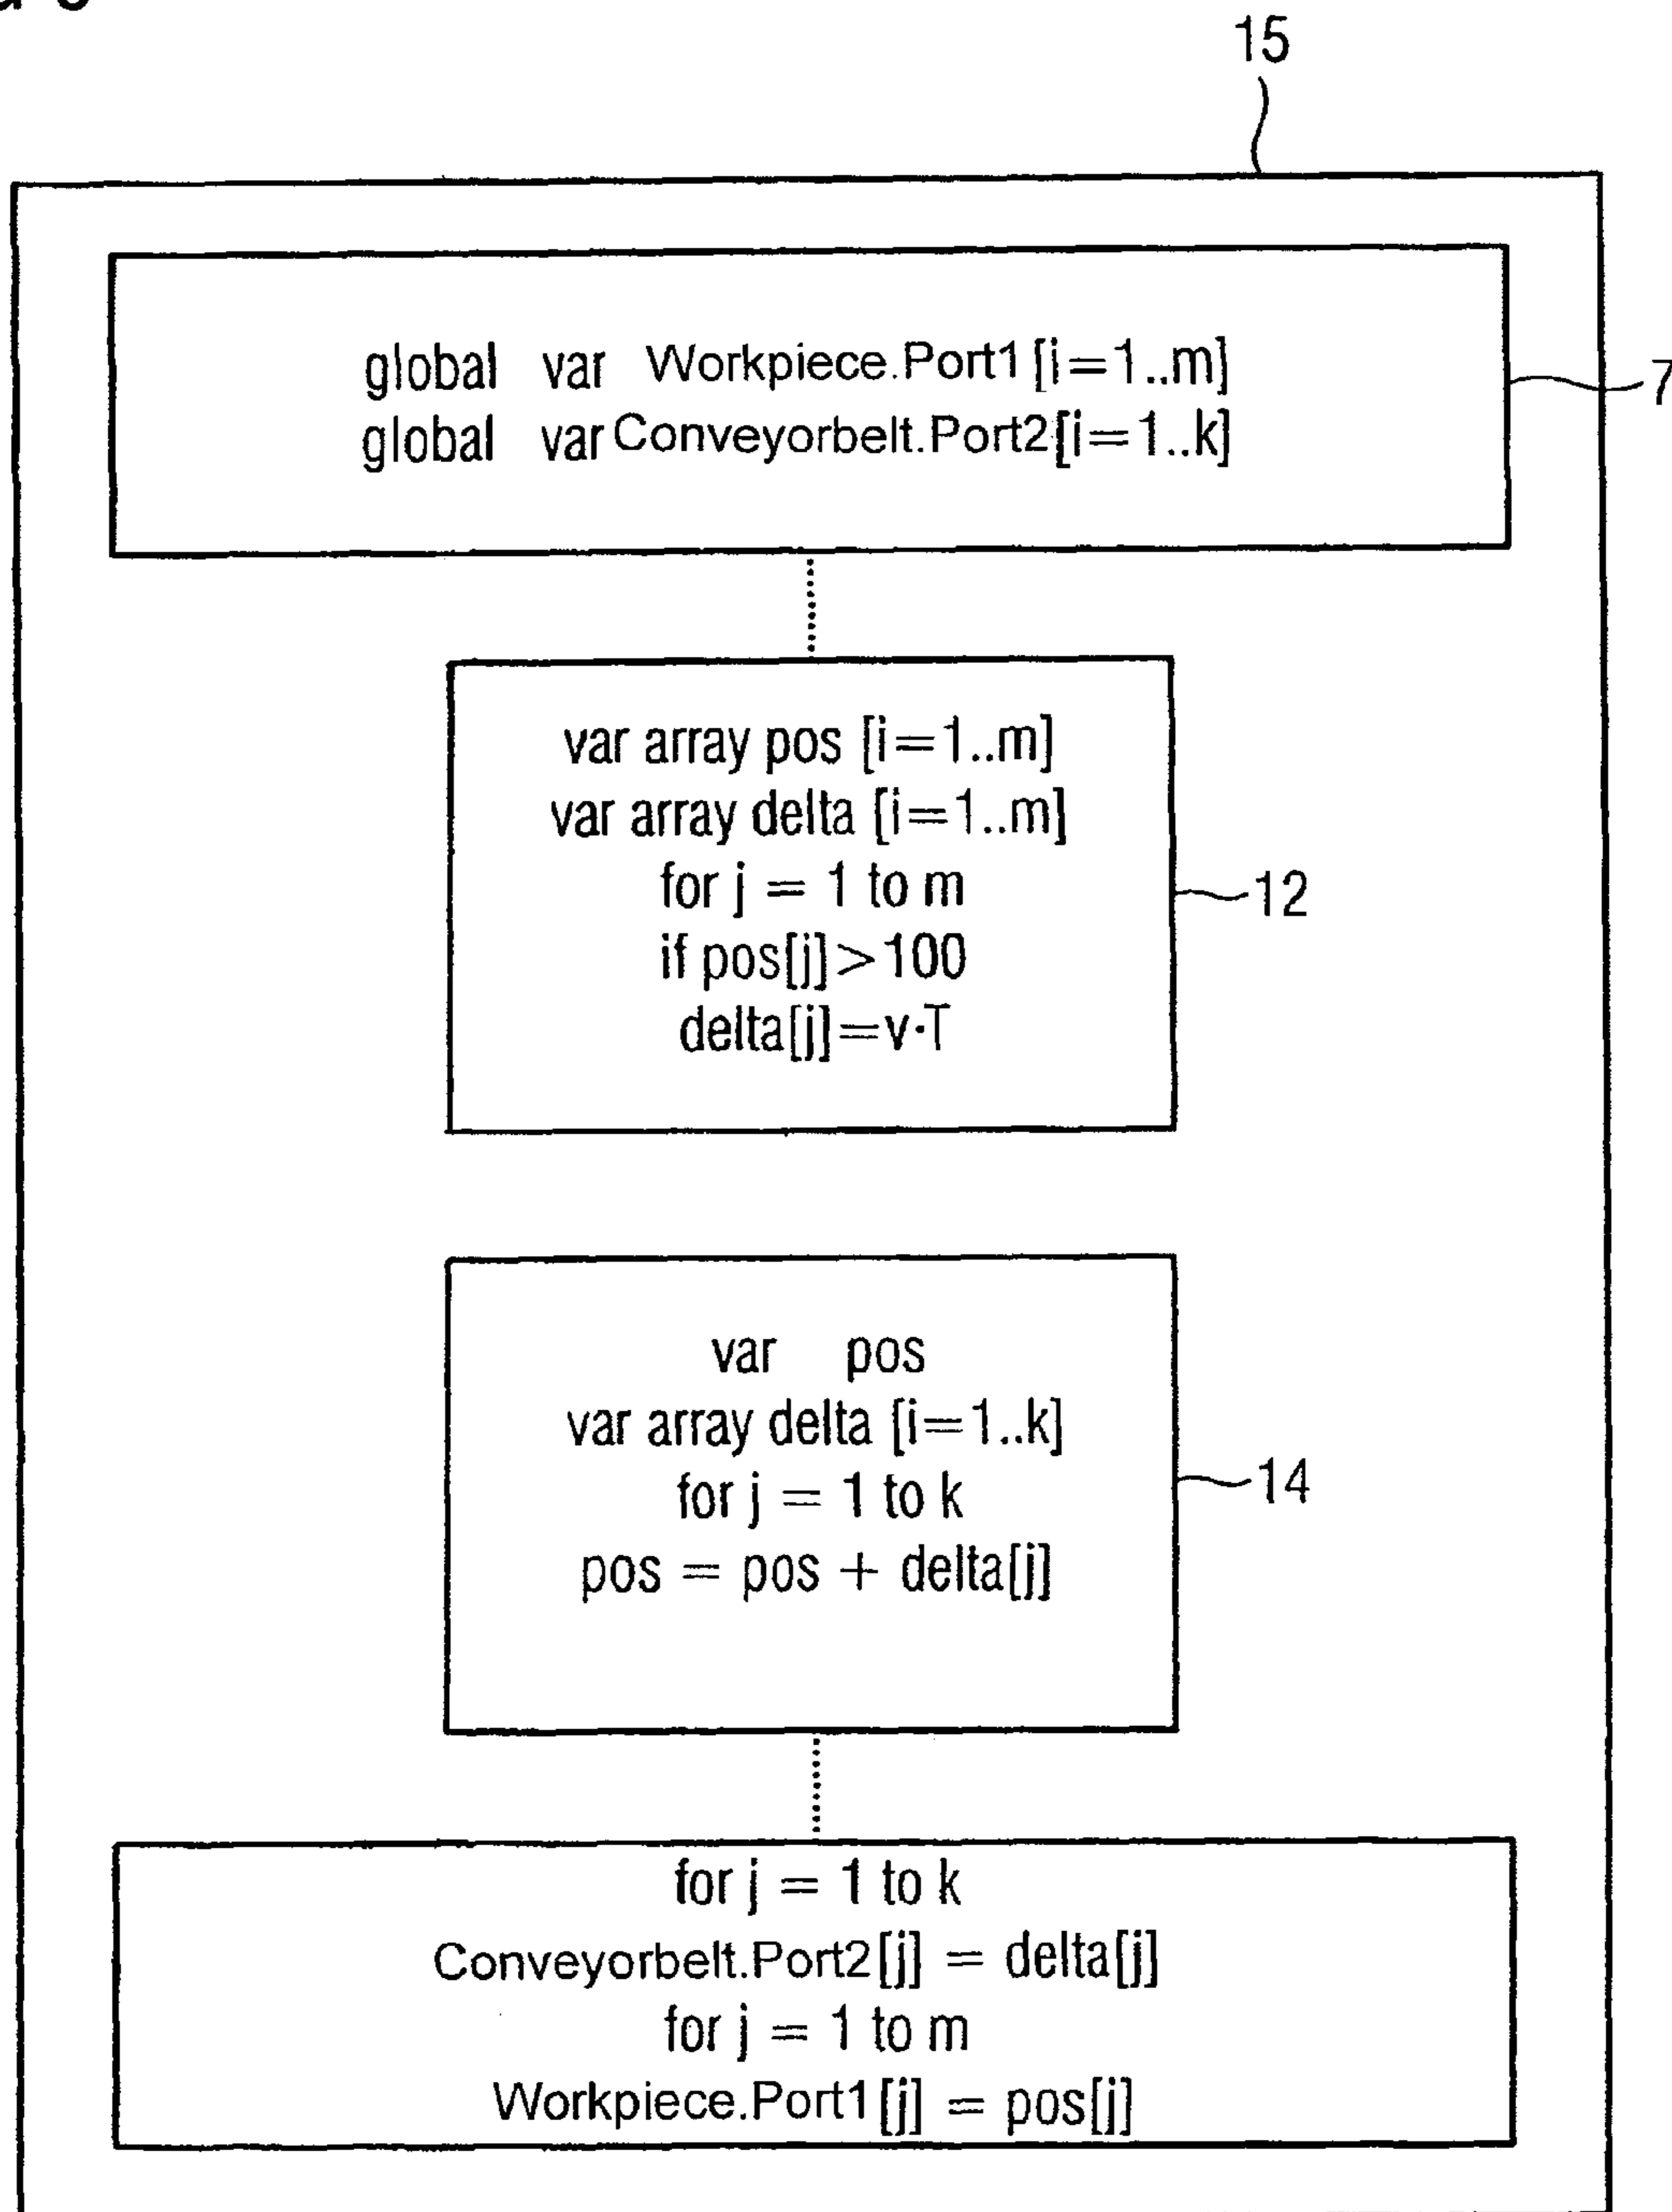 15
global var Workpiece.Port1 [i=1..m]
global var Conveyorbelt.Port2 [i=1..k]
7
var array pos [i=1..m]
var array delta [i=1..m]
for j = 1 to m
if pos[j]>100
delta[j]=v·T
12
var pos
var array delta [i=1..k]
for j = 1 to k
pos = pos + delta[j]
14
for j = 1 to k
Conveyorbelt.Port2 [j] = delta[j]
for j = 1 to m
Workpiece.Port1 [j] = pos[j]